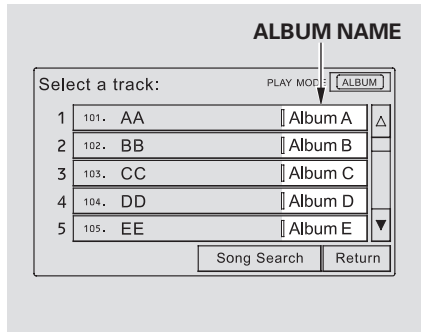 ALBUM NAME
Select a track: PLAY MODE ALBUM
1 101. AA Album A
2 102. BB Album B
3 103. CC Album C
4 104. DD Album D
5 105. EE Album E
Song Search Return